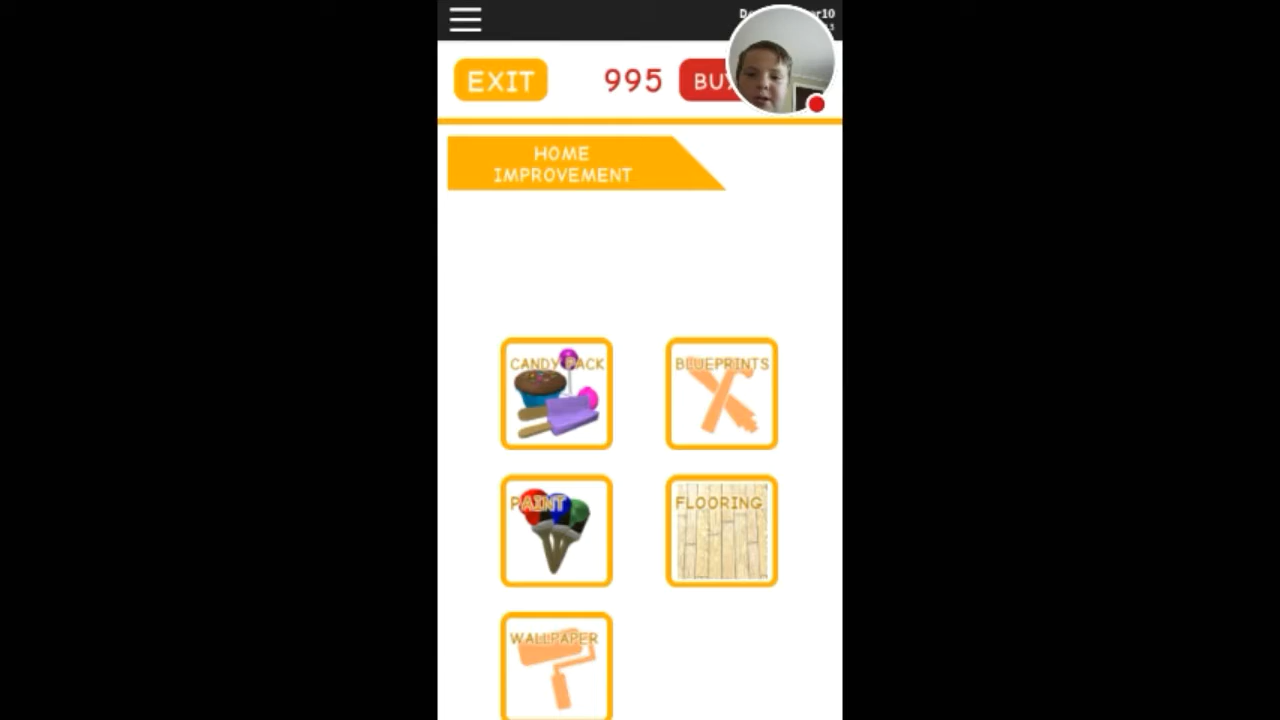 EXIT
995
HOME
IMPROVEMENT
CANDY PACK
BLUEPRINTS
PAINT
FLOORING
WALLPAPER